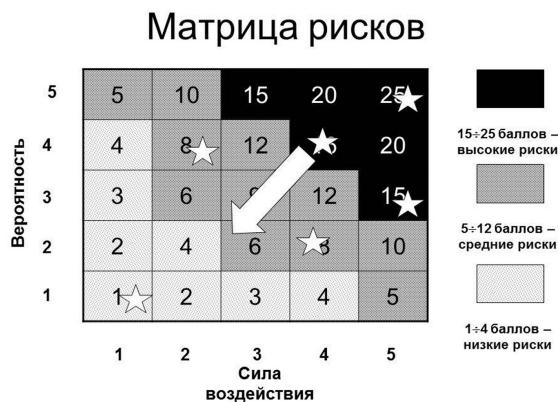 Матрица рисков
Вероятность
5 5 10 15 20 25
4 4 8 12 20
3 3 6 12 15
2 2 4 6 8 10
1 1 2 3 4 5
1 2 3 4 5
Сила
воздействия
15÷25 баллов –
высокие риски
5÷12 баллов –
средние риски
1÷4 баллов –
низкие риски